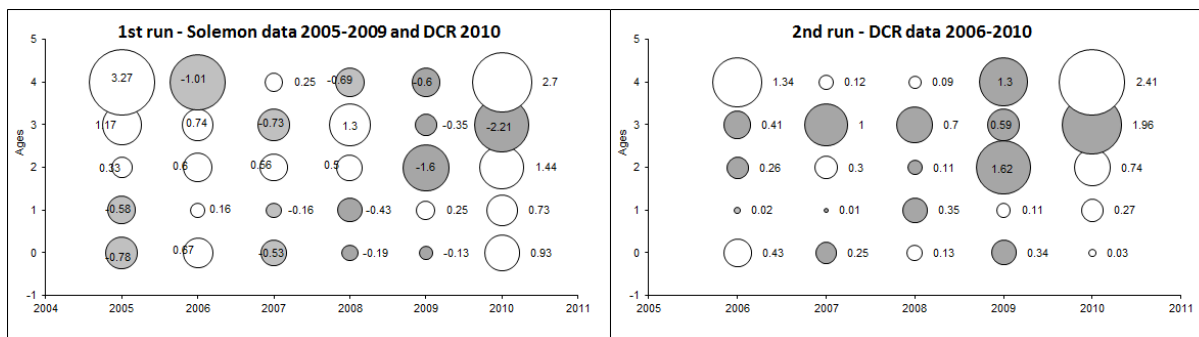 1st run - Solemon data 2005-2009 and DCR 2010
5
4
3
2
1
0
-1
Ages
3.27 -1.01 0.25 -0.69 -0.6 2.7
1.17 0.74 -0.73 1.3 -0.35 -2.21
0.33 0.6 0.56 0.5 -1.6 1.44
-0.58 0.16 -0.16 -0.43 0.25 0.73
-0.78 0.67 -0.53 -0.19 -0.13 0.93
2004 2005 2006 2007 2008 2009 2010 2011
2nd run - DCR data 2006-2010
5
4
3
2
1
0
-1
Ages
1.34 0.12 0.09 1.3 2.41
0.41 1 0.7 0.59 1.96
0.26 0.3 0.11 1.62 0.74
0.02 0.01 0.35 0.11 0.27
0.43 0.25 0.13 0.34 0.03
2005 2006 2007 2008 2009 2010 2011